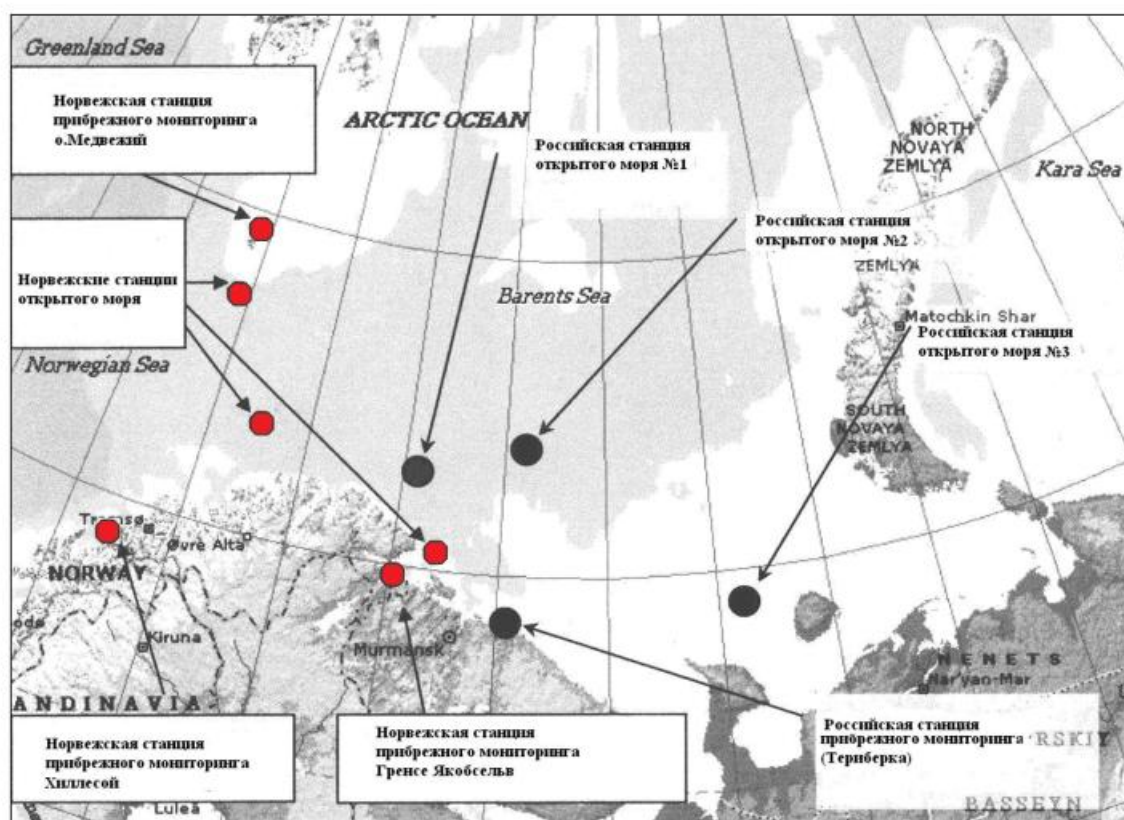 Greenland Sea
Норвежская станция
прибрежного мониторинга
о.Медвежий
ARCTIC OCEAN
Российская станция
открытого моря №1
NORTH
NOVAYA
ZEMLYA
Kara Sea
Российская станция
открытого моря №2
ZEMLYA
Норвежские станции
открытого моря
Barents Sea
Matochkin Shar
Российская станция
открытого моря №3
Norwegian Sea
SOUTH
NOVAYA
ZEMLYA
Tromsø
Øvre Alta
NORWAY
Kiruna
Murmansk
NENETS
Nar'yan-Mar
ANDINAVIA
Норвежская станция
прибрежного мониторинга
Хиллесой
Норвежская станция
прибрежного мониторинга
Гренсе Якобсельв
Российская станция
прибрежного мониторинга
(Териберка)
RSKIY
BASSEYN
Luleå